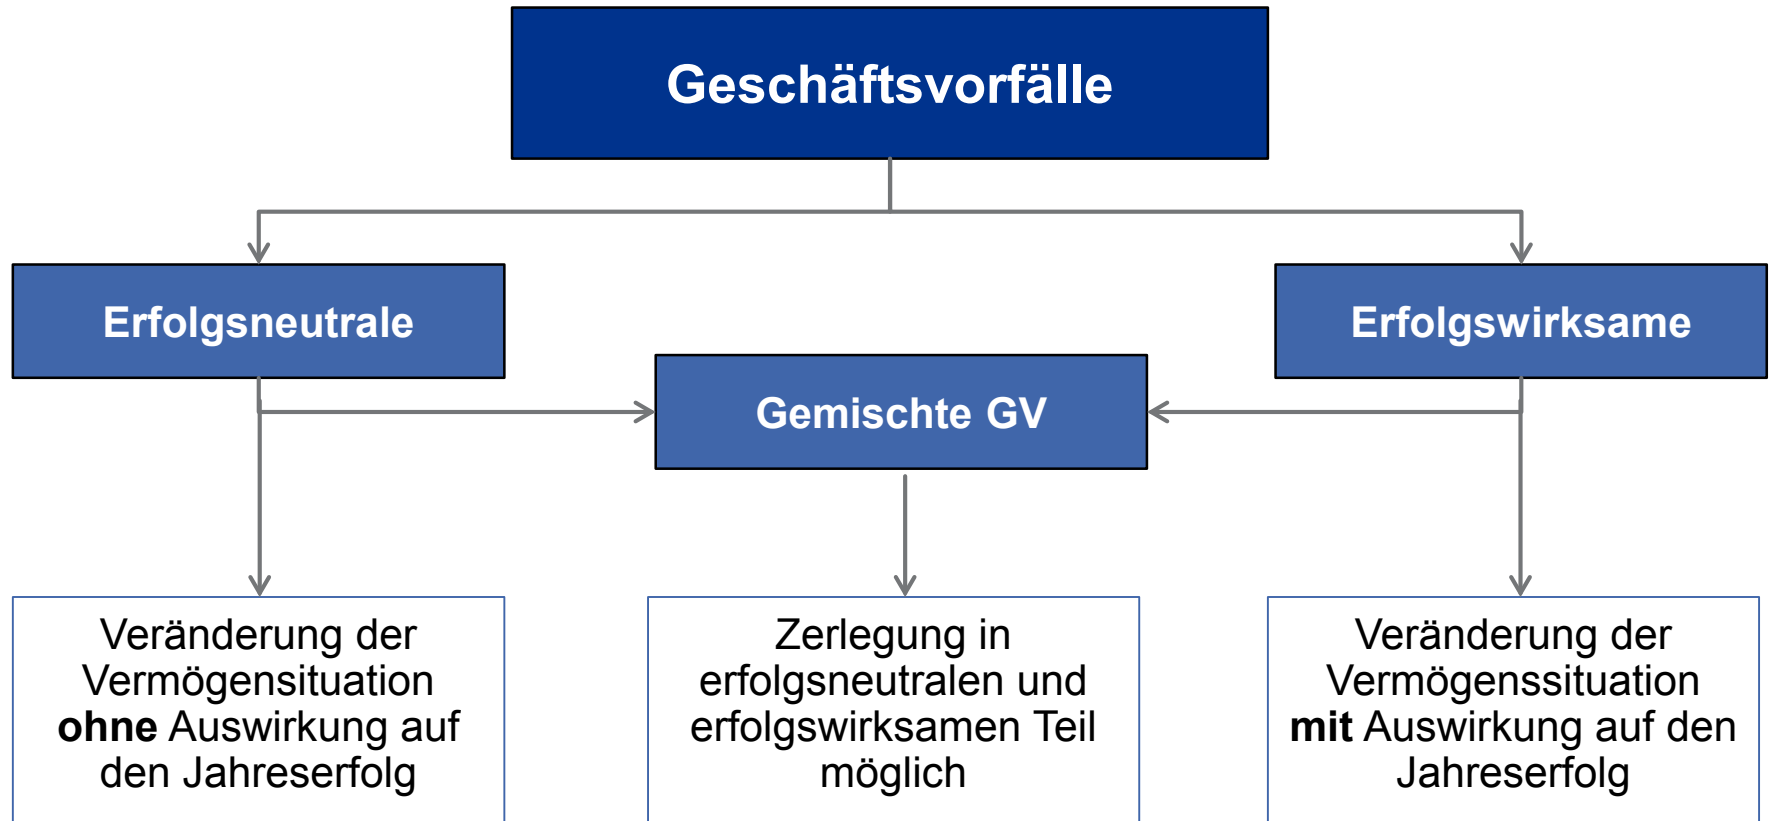 Geschäftsvorfälle
Erfolgsneutrale
Erfolgswirksame
Gemischte GV
Veränderung der
Vermögensituation
ohne Auswirkung auf
den Jahreserfolg
Zerlegung in
erfolgsneutralen und
erfolgswirksamen Teil
möglich
Veränderung der
Vermögenssituation
mit Auswirkung auf den
Jahreserfolg